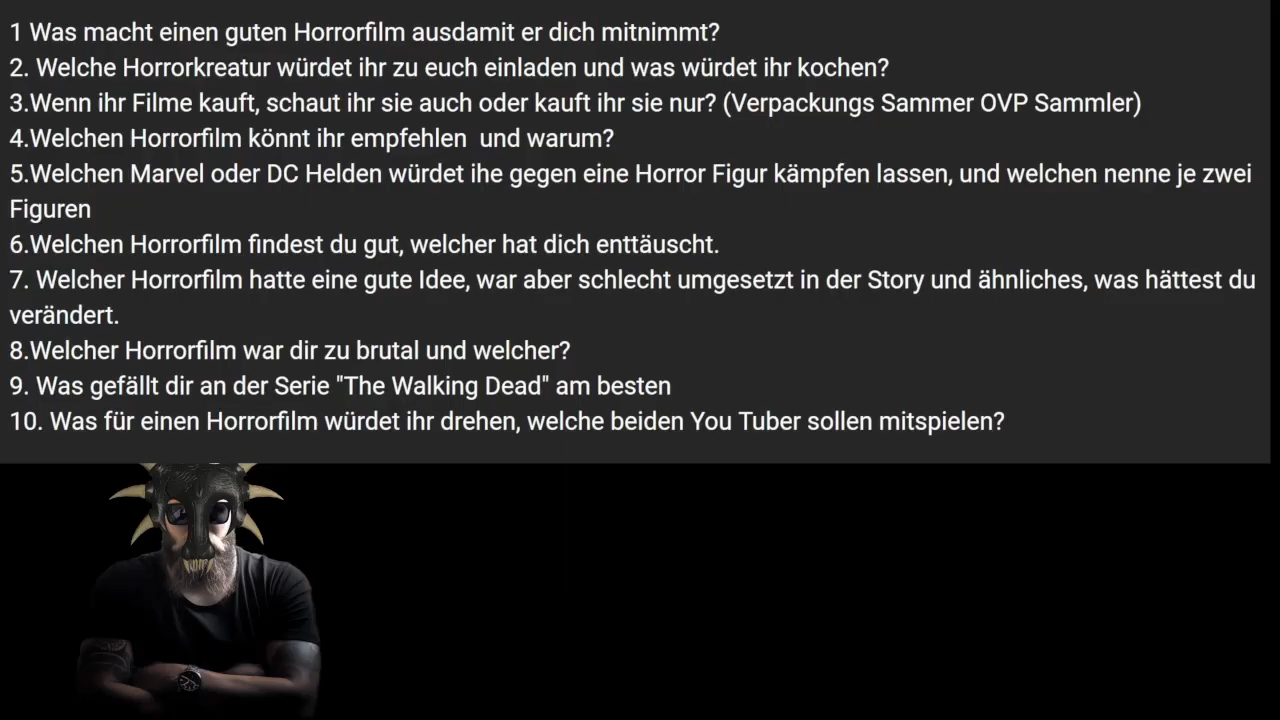 1 Was macht einen guten Horrorfilm ausdamit er dich mitnimmt?
2. Welche Horrorkreatur würdet ihr zu euch einladen und was würdet ihr kochen?
3.Wenn ihr Filme kauft, schaut ihr sie auch oder kauft ihr sie nur? (Verpackungs Sammer OVP Sammler)
4.Welchen Horrorfilm könnt ihr empfehlen  und warum?
5.Welchen Marvel oder DC Helden würdet ihe gegen eine Horror Figur kämpfen lassen, und welchen nenne je zwei
Figuren
6.Welchen Horrorfilm findest du gut, welcher hat dich enttäuscht.
7. Welcher Horrorfilm hatte eine gute Idee, war aber schlecht umgesetzt in der Story und ähnliches, was hättest du
verändert.
8.Welcher Horrorfilm war dir zu brutal und welcher?
9. Was gefällt dir an der Serie "The Walking Dead" am besten
10. Was für einen Horrorfilm würdet ihr drehen, welche beiden You Tuber sollen mitspielen?